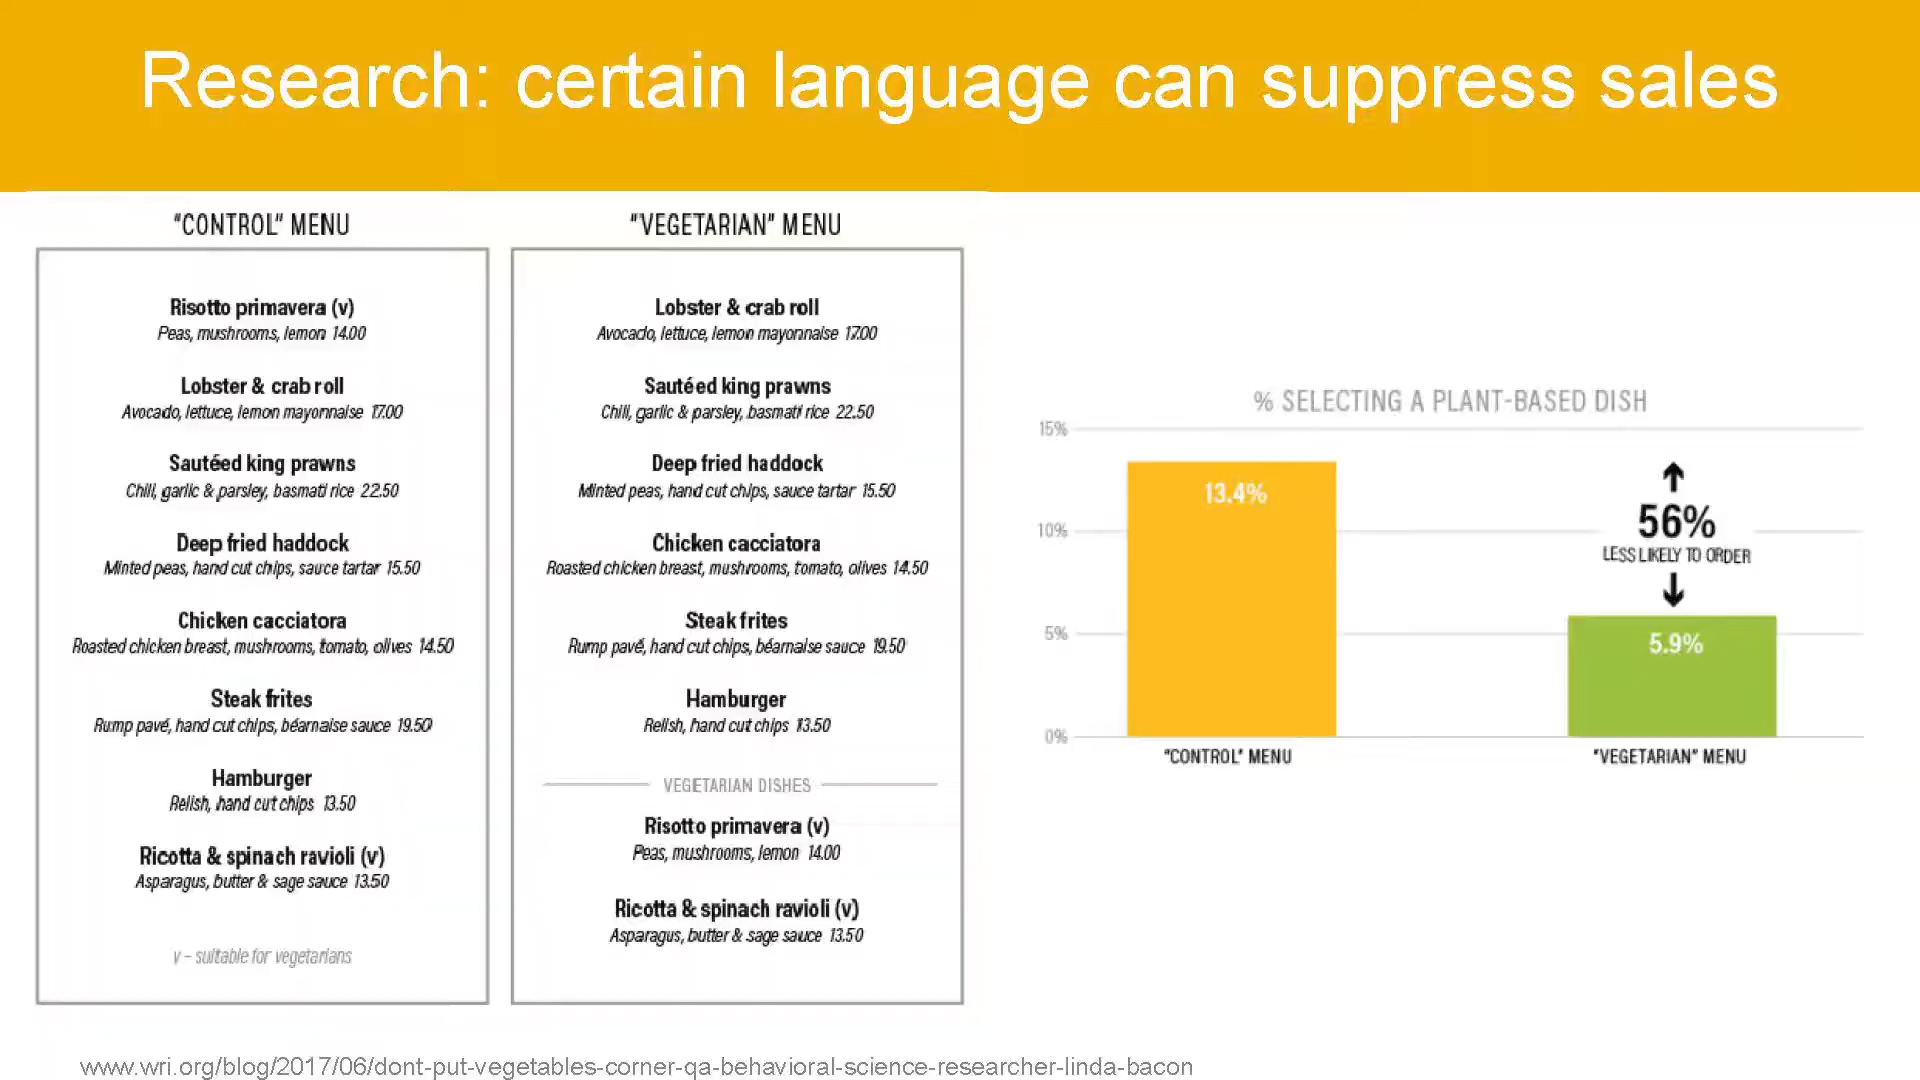 Research: certain language can suppress sales
"CONTROL" MENU
Risotto primavera (v)
Peas, mushrooms, lemon 14.00
Lobster & crab roll
Avocado, lettuce, lemon mayonnaise 17.00
Sautéed king prawns
Chili, garlic & parsley, basmati rice 22.50
Deep fried haddock
Minted peas, hand cut chips, sauce tartar 15.50
Chicken cacciatora
Roasted chicken breast, mushrooms, tomato, olives 14.50
Steak frites
Rump pavé, hand cut chips, béarnaise sauce 19.50
Hamburger
Relish, hand cut chips 13.50
Ricotta & spinach ravioli (v)
Asparagus, butter & sage sauce 13.50
v – suitable for vegetarians
"VEGETARIAN" MENU
Lobster & crab roll
Avocado, lettuce, lemon mayonnaise 17.00
Sautéed king prawns
Chili, garlic & parsley, basmati rice 22.50
Deep fried haddock
Minted peas, hand cut chips, sauce tartar 15.50
Chicken cacciatora
Roasted chicken breast, mushrooms, tomato, olives 14.50
Steak frites
Rump pavé, hand cut chips, béarnaise sauce 19.50
Hamburger
Relish, hand cut chips 13.50
VEGETARIAN DISHES
Risotto primavera (v)
Peas, mushrooms, lemon 14.00
Ricotta & spinach ravioli (v)
Asparagus, butter & sage sauce 13.50
% SELECTING A PLANT-BASED DISH
15%
10%
5%
0%
13.4%
56%
LESS LIKELY TO ORDER
5.9%
"CONTROL" MENU
"VEGETARIAN" MENU
www.wri.org/blog/2017/06/dont-put-vegetables-corner-qa-behavioral-science-researcher-linda-bacon